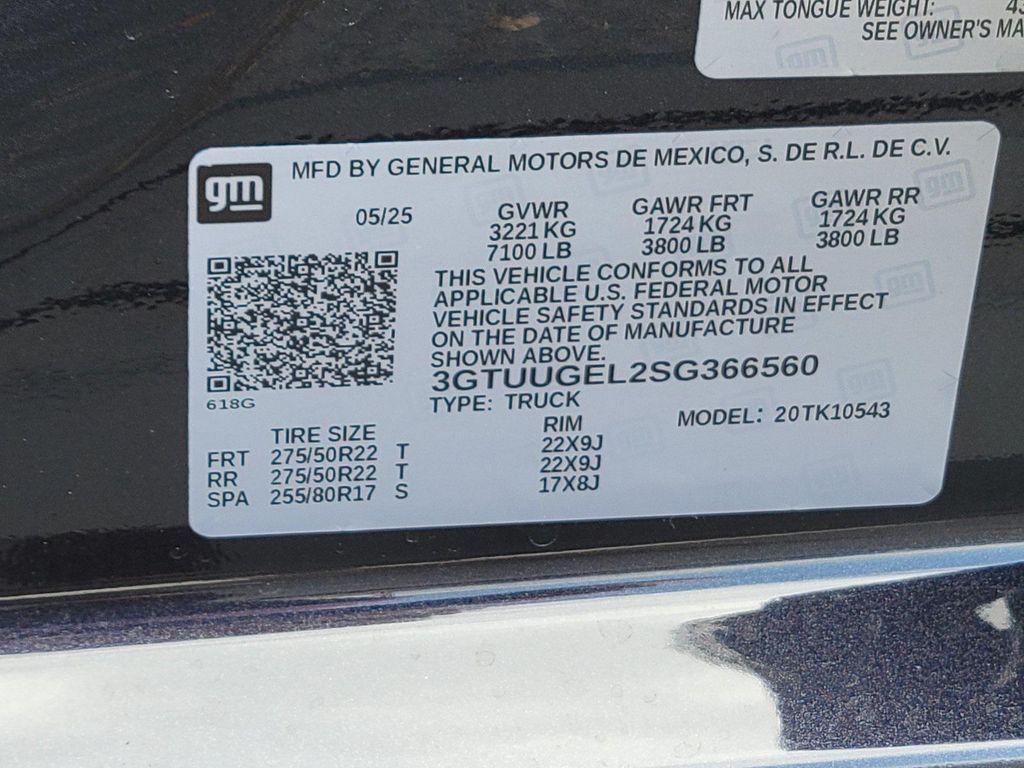 MAX TONGUE WEIGHT: 43
SEE OWNER'S MA
gm
MFD BY GENERAL MOTORS DE MEXICO, S. DE R.L. DE C.V.
05/25 GVWR GAWR FRT GAWR RR
3221 KG 1724 KG 1724 KG
7100 LB 3800 LB 3800 LB
THIS VEHICLE CONFORMS TO ALL
APPLICABLE U.S. FEDERAL MOTOR
VEHICLE SAFETY STANDARDS IN EFFECT
ON THE DATE OF MANUFACTURE
SHOWN ABOVE.
3GTUUGEL2SG366560
618G
TYPE: TRUCK MODEL: 20TK10543
TIRE SIZE RIM
FRT 275/50R22 T 22X9J
RR 275/50R22 T 22X9J
SPA 255/80R17 S 17X8J